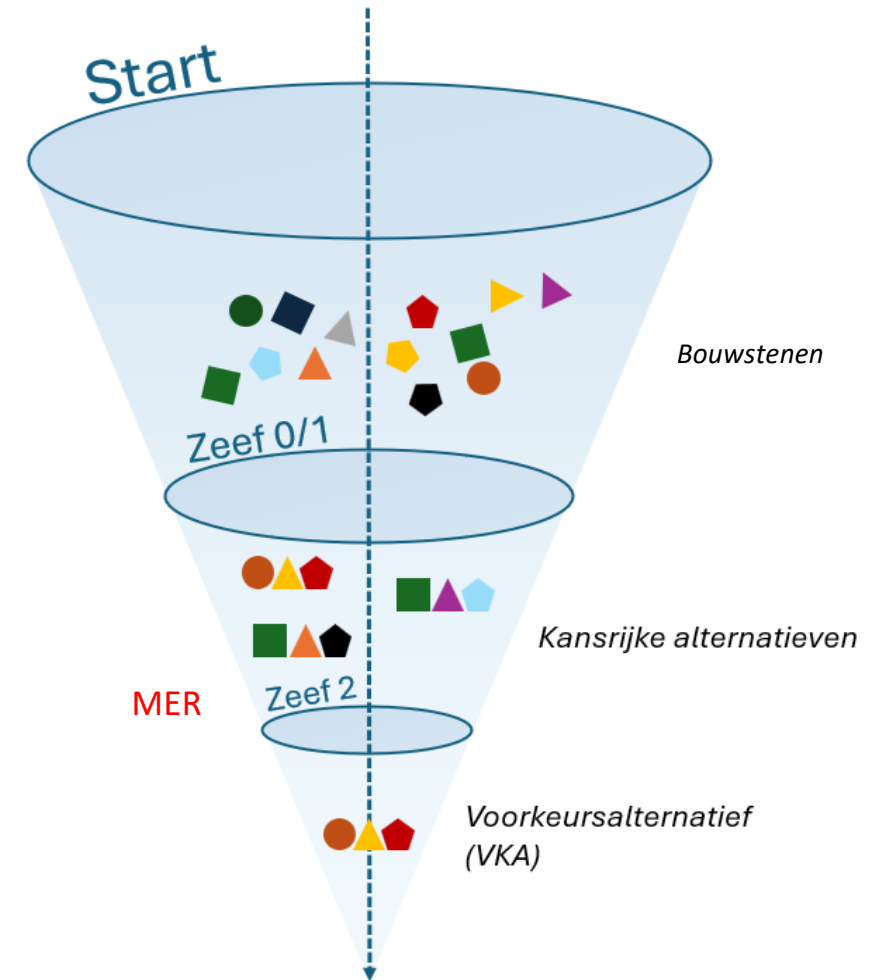 Start
Bouwstenen
Zeef 0/1
Kansrijke alternatieven
MER
Zeef 2
Voorkeursalternatief
(VKA)